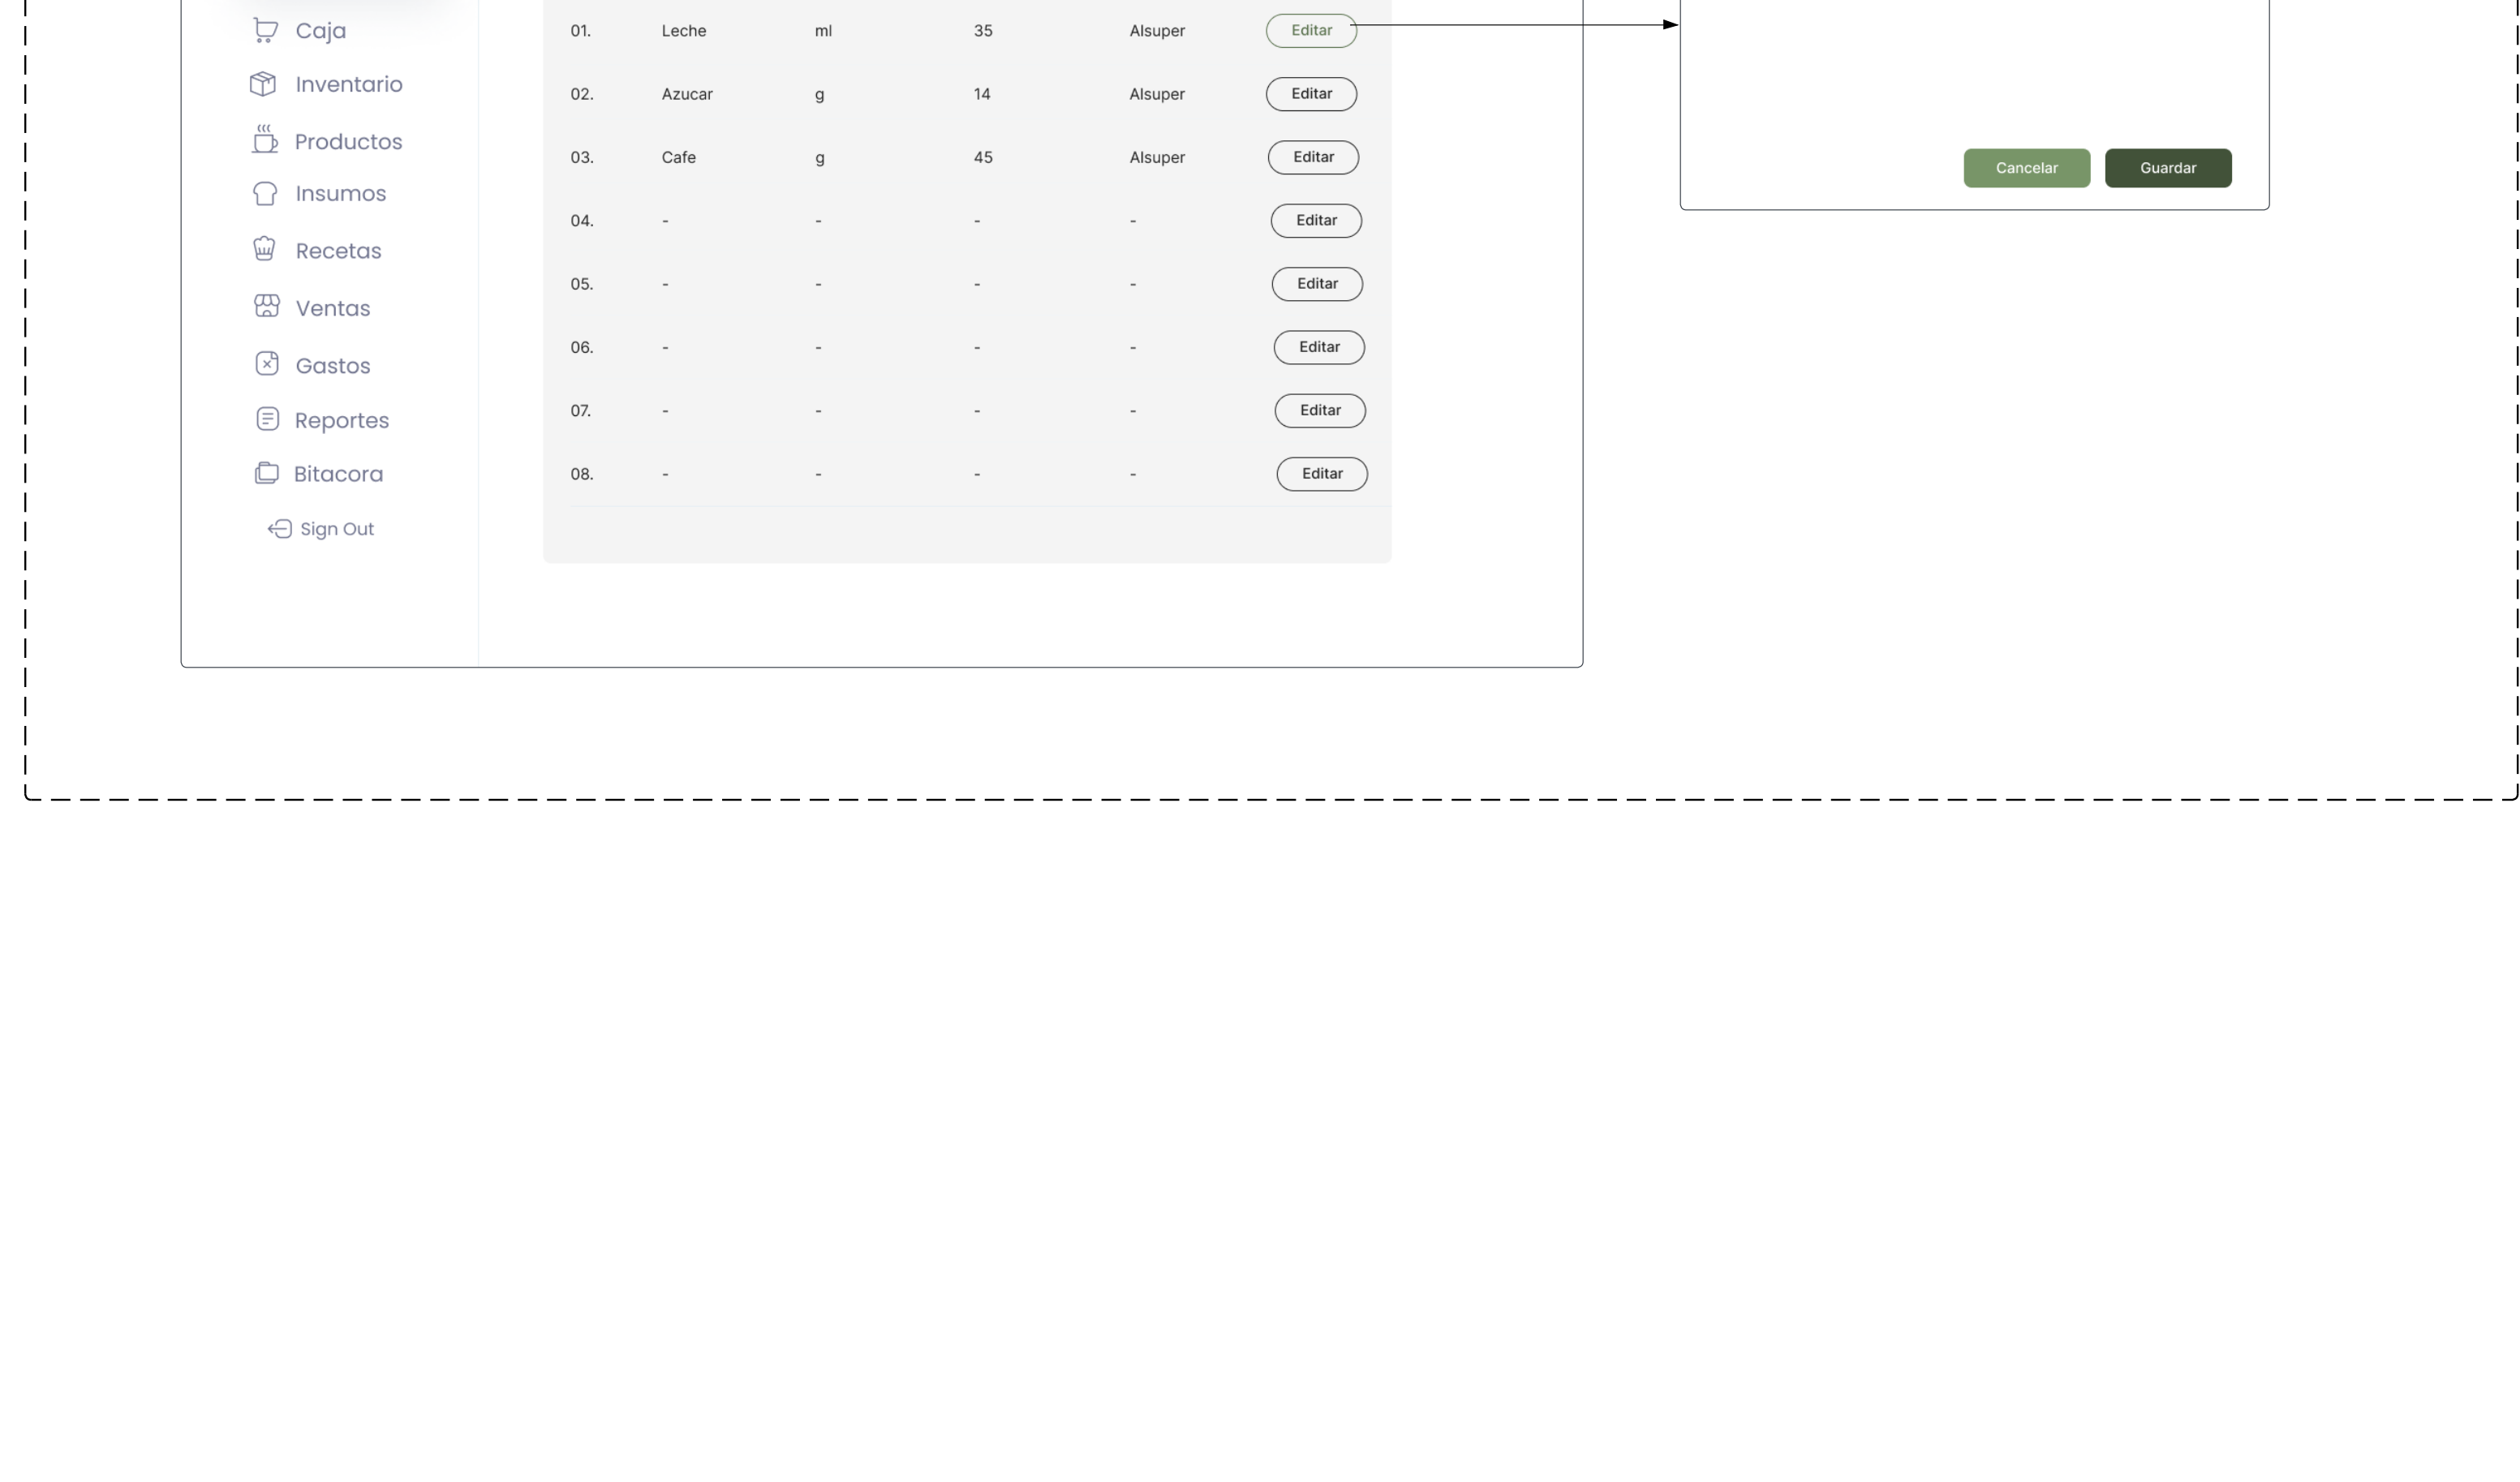 Caja
Inventario
Productos
Insumos
Recetas
Ventas
Gastos
Reportes
Bitacora
Sign Out
01. Leche ml 35 Alsuper Editar
02. Azucar g 14 Alsuper Editar
03. Cafe g 45 Alsuper Editar
04. - - - - Editar
05. - - - - Editar
06. - - - - Editar
07. - - - - Editar
08. - - - - Editar
Cancelar Guardar